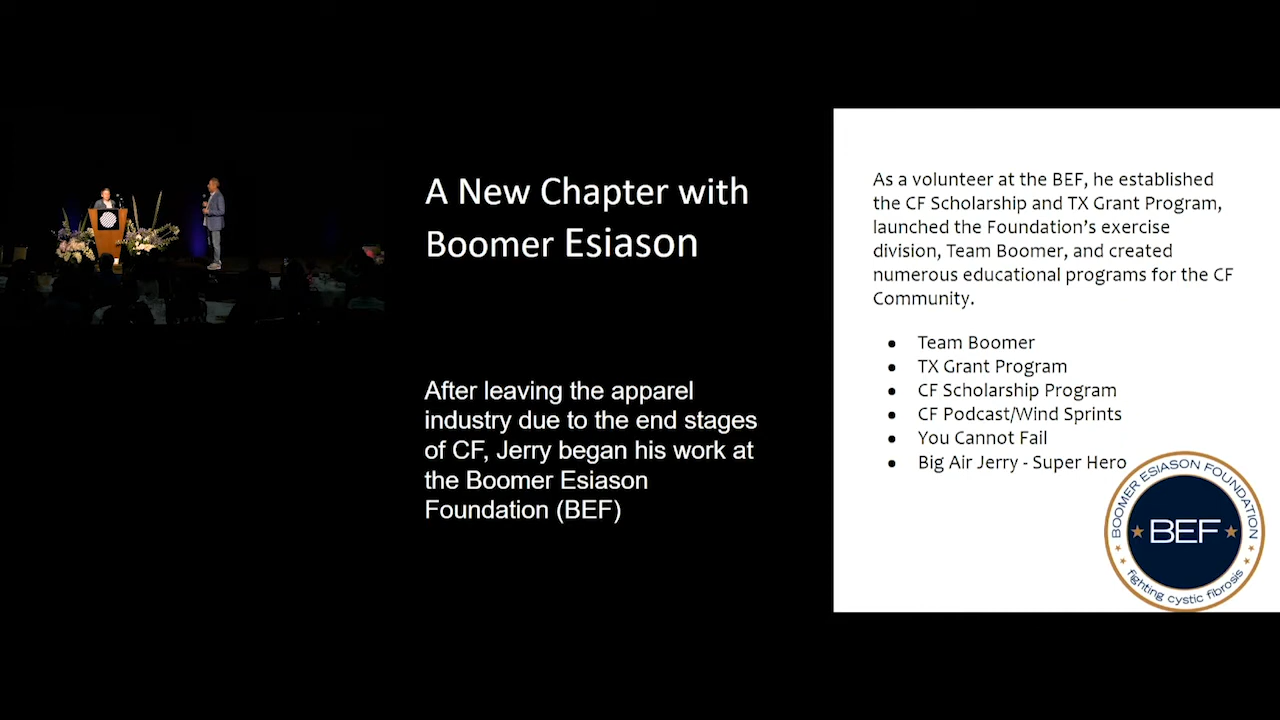 A New Chapter with
Boomer Esiason
After leaving the apparel
industry due to the end stages
of CF, Jerry began his work at
the Boomer Esiason
Foundation (BEF)
As a volunteer at the BEF, he established
the CF Scholarship and TX Grant Program,
launched the Foundation’s exercise
division, Team Boomer, and created
numerous educational programs for the CF
Community.
● Team Boomer
● TX Grant Program
● CF Scholarship Program
● CF Podcast/Wind Sprints
● You Cannot Fail
● Big Air Jerry - Super Hero
BOOMER ESIASON FOUNDATION
BEF
fighting cystic fibrosis